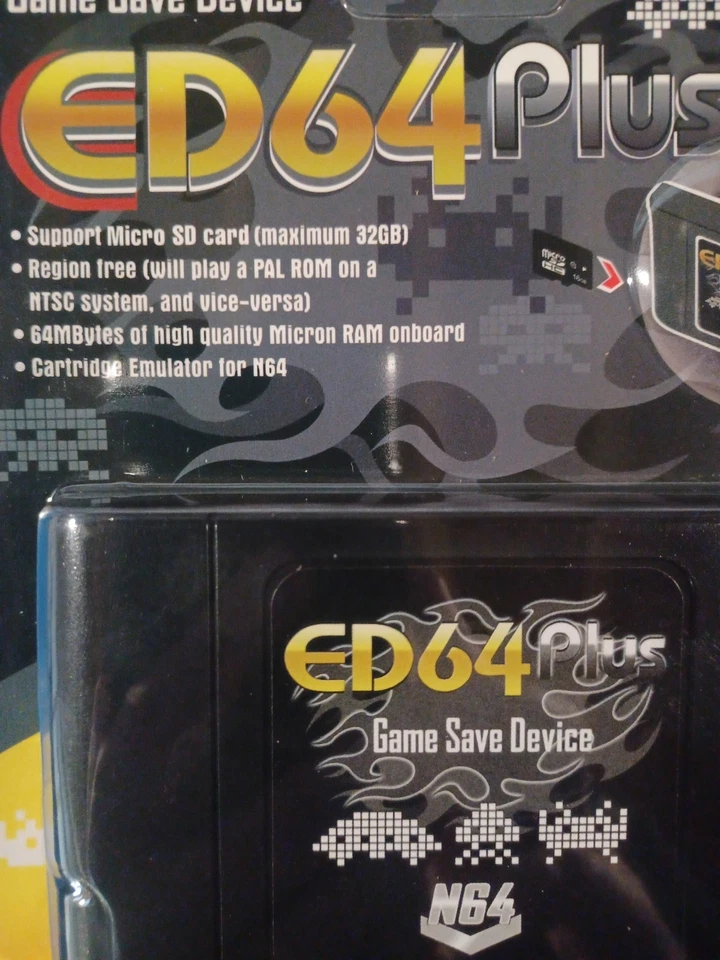 Game Save Device
ED64 Plus
• Support Micro SD card (maximum 32GB)
• Region free (will play a PAL ROM on a
NTSC system, and vice-versa)
• 64MBytes of high quality Micron RAM onboard
• Cartridge Emulator for N64
ED64 Plus
Game Save Device
N64